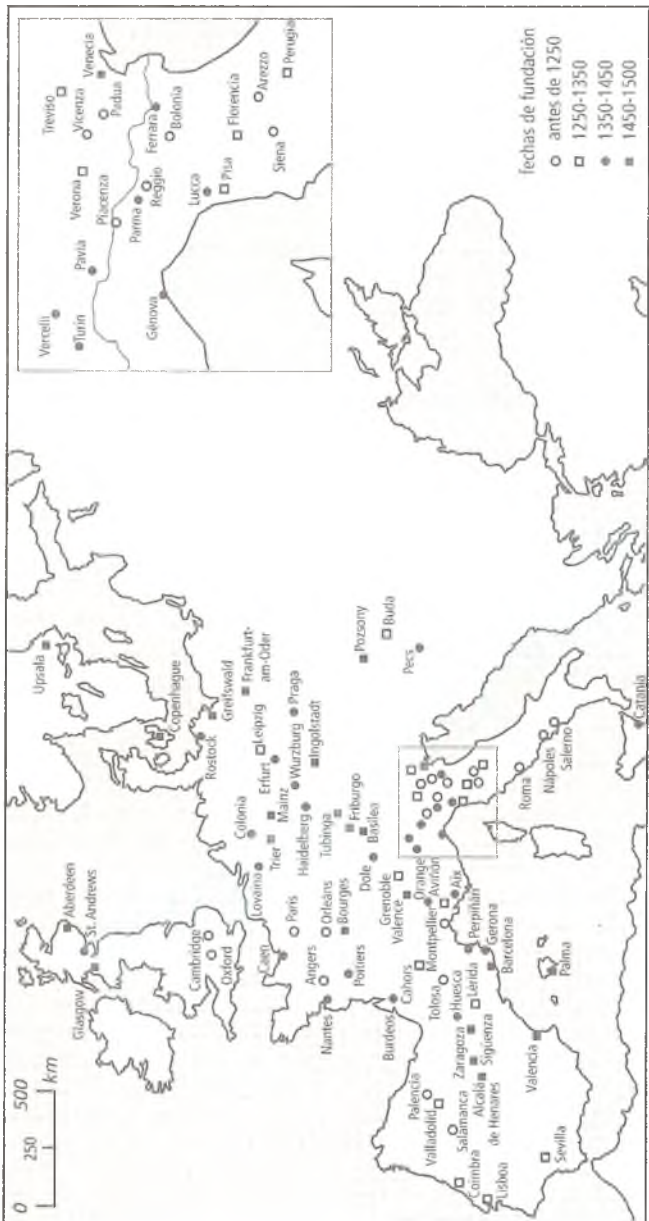 0 250 500
km
Glasgow
Aberdeen
St. Andrews
Cambridge
Oxford
Upsala
Copenhague
Rostock
Greifswald
Frankfurt-
am-Oder
Colonia
Lovaina
Trier
Mainz
Erfurt
Leipzig
Haidelberg
Wurzburg
Praga
Ingolstadt
Tubinga
Friburgo
Basilea
Dole
Pozsony
Buda
Pecs
Caen
París
Angers
Orleáns
Bourges
Nantes
Poitiers
Burdeos
Cahors
Grenoble
Valence
Orange
Aviñón
Aix
Montpellier
Tolosa
Perpiñán
Gerona
Barcelona
Huesca
Lérida
Zaragoza
Sigüenza
Alcalá
de Henares
Palencia
Valladolid
Salamanca
Coimbra
Lisboa
Sevilla
Valencia
Palma
Roma
Nápoles
Salerno
Catania
Vercelli
Turín
Pavía
Génova
Piacenza
Parma
Reggio
Verona
Treviso
Vicenza
Venecia
Padua
Ferrara
Bolonia
Lucca
Pisa
Florencia
Siena
Arezzo
Perugia
fechas de fundación
antes de 1250
1250-1350
1350-1450
1450-1500